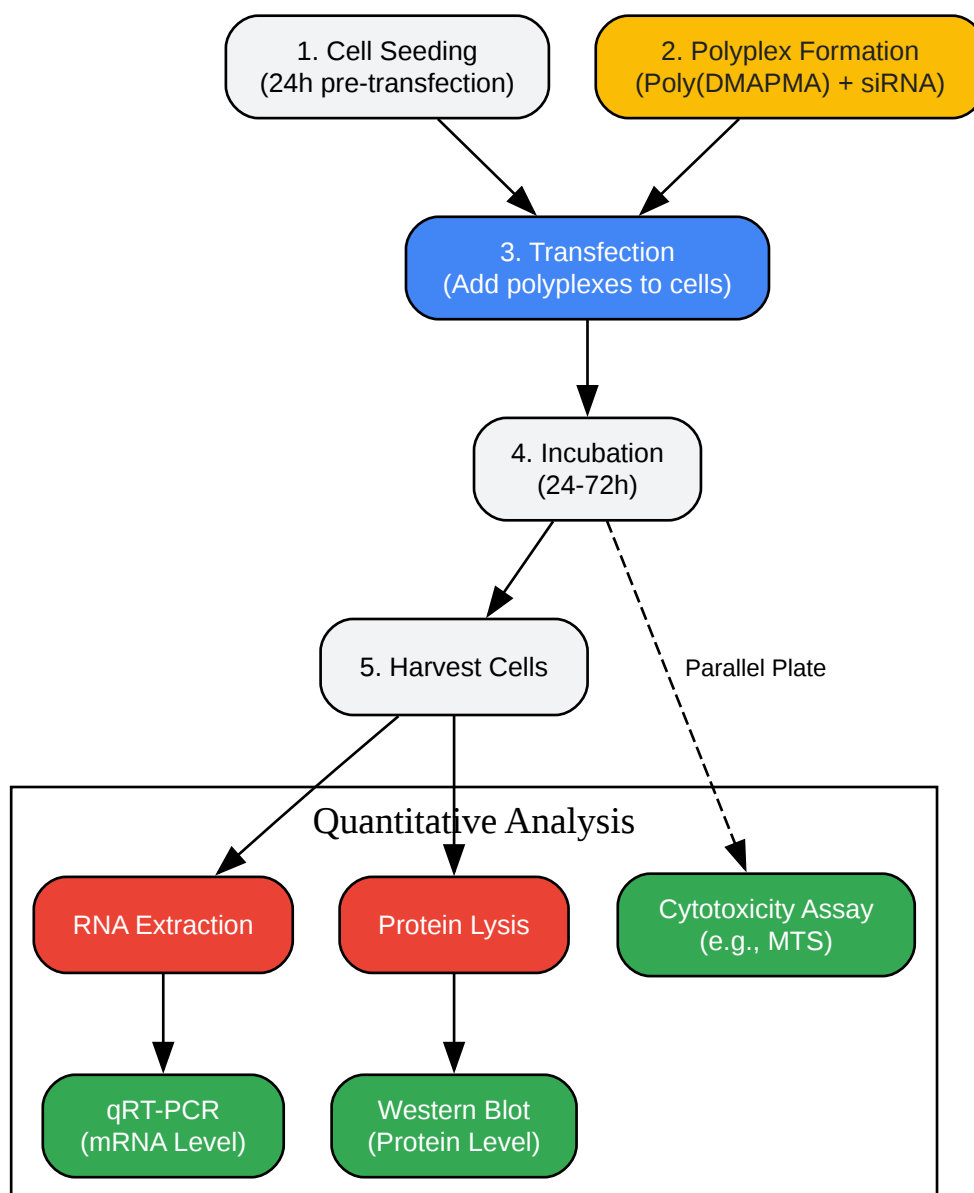 1. Cell Seeding
(24h pre-transfection)
2. Polyplex Formation
(Poly(DMAPMA) + siRNA)
3. Transfection
(Add polyplexes to cells)
4. Incubation
(24-72h)
5. Harvest Cells
Parallel Plate
Quantitative Analysis
RNA Extraction
Protein Lysis
Cytotoxicity Assay
(e.g., MTS)
qRT-PCR
(mRNA Level)
Western Blot
(Protein Level)